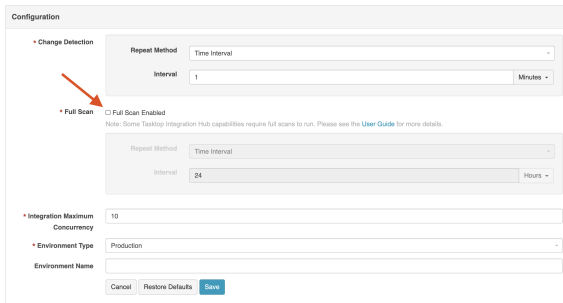 Configuration
* Change Detection
Repeat Method
Time Interval
Interval
1
Minutes
* Full Scan
Full Scan Enabled
Note: Some Tasktop Integration Hub capabilities require full scans to run. Please see the User Guide for more details.
Repeat Method
Time Interval
Interval
24
Hours
* Integration Maximum
Concurrency
10
* Environment Type
Production
Environment Name
Cancel
Restore Defaults
Save